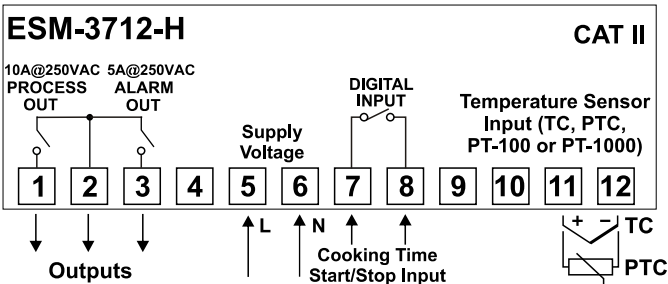 ESM-3712-H
CAT II
10A@250VAC 5A@250VAC
PROCESS ALARM
OUT OUT
DIGITAL
INPUT
Supply
Voltage
Temperature Sensor
Input (TC, PTC,
PT-100 or PT-1000)
1 2 3 4 5 6 7 8 9 10 11 12
L N
+ – TC
Outputs
Cooking Time
Start/Stop Input
PTC